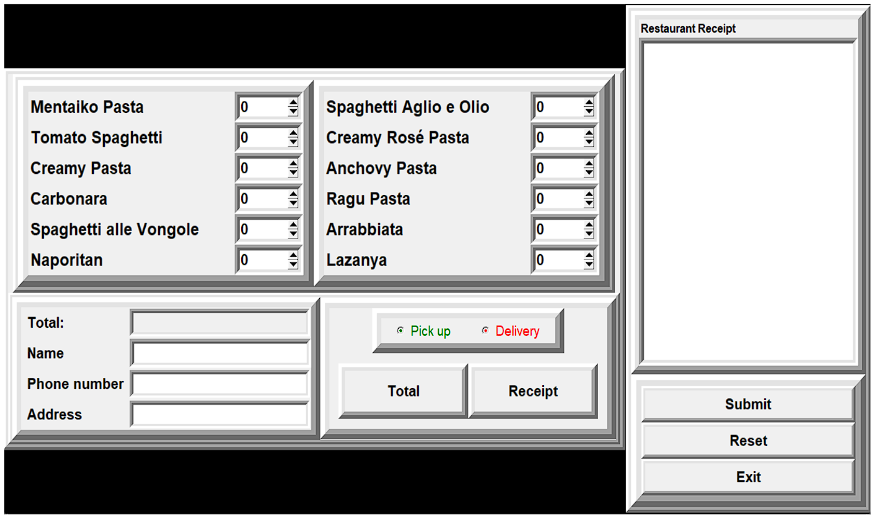 Restaurant Receipt
Mentaiko Pasta 0 Spaghetti Aglio e Olio 0
Tomato Spaghetti 0 Creamy Rosé Pasta 0
Creamy Pasta 0 Anchovy Pasta 0
Carbonara 0 Ragu Pasta 0
Spaghetti alle Vongole 0 Arrabbiata 0
Naporitan 0 Lazanya 0
Total:
Name
Phone number
Address
Pick up Delivery
Total Receipt
Submit
Reset
Exit